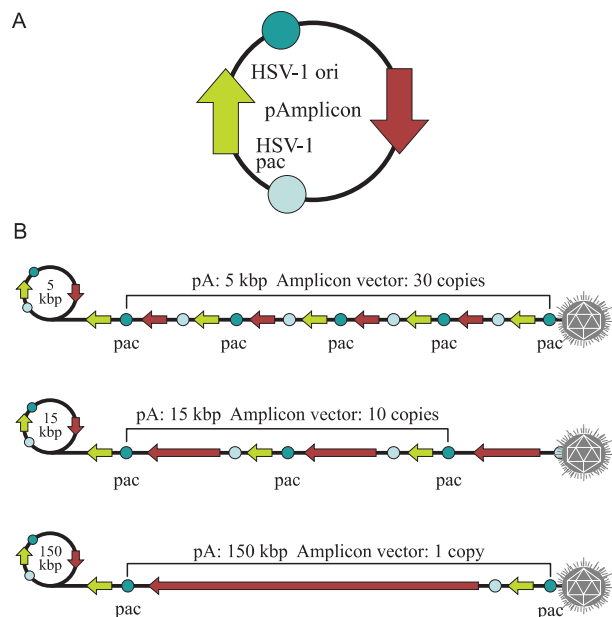 A
HSV-1 ori
pAmplicon
HSV-1
pac
B
5
kbp
pA: 5 kbp Amplicon vector: 30 copies
pac pac pac pac pac
15
kbp
pA: 15 kbp Amplicon vector: 10 copies
pac pac pac
150
kbp
pA: 150 kbp Amplicon vector: 1 copy
pac pac